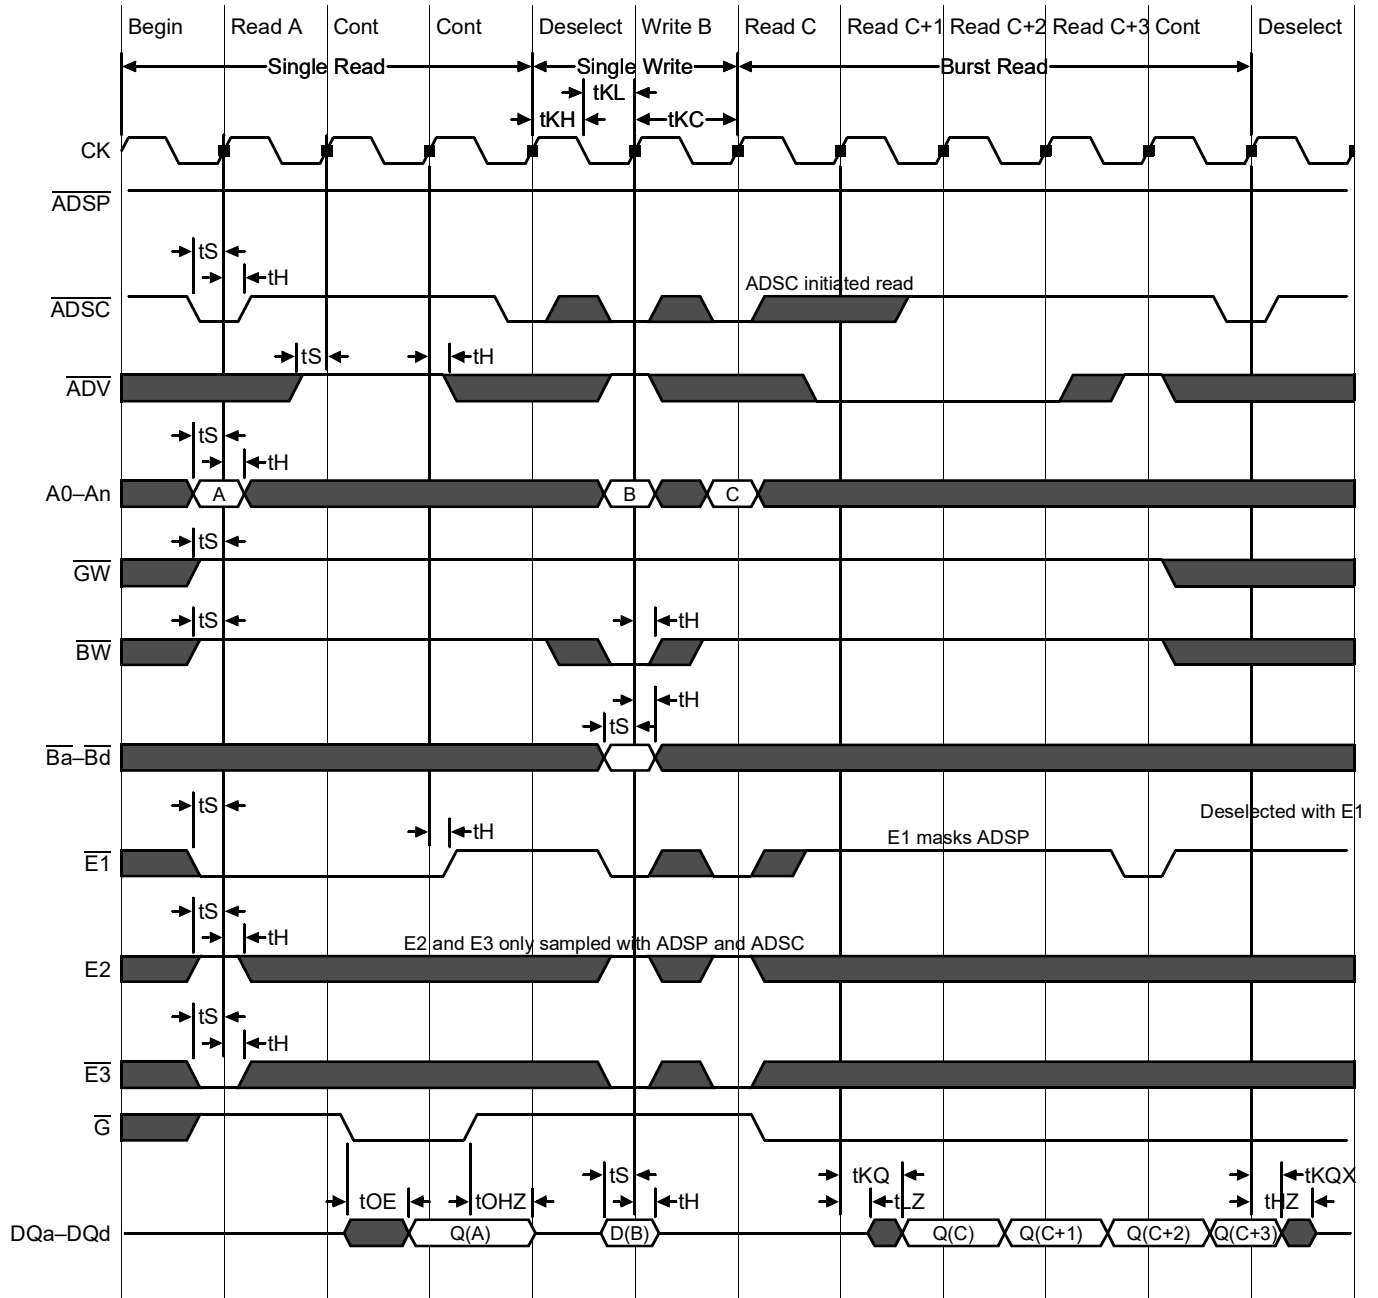 Begin Read A Cont Cont Deselect Write B Read C Read C+1 Read C+2 Read C+3 Cont Deselect
Single Read Single Write Burst Read
tKL
tKH tKC
CK
ADSP
tS
tH
ADSC initiated read
ADSC
tS tH
ADV
tS
tH
A0–An A B C
tS
GW
tS tH
BW
tH
tS
Ba–Bd
tS Deselected with E1
tH E1 masks ADSP
E1
tS
tH E2 and E3 only sampled with ADSP and ADSC
E2
tS
tH
E3
G
tS tKQ tKQX
tOE tOHZ tH tLZ tHZ
DQa–DQd Q(A) D(B) Q(C) Q(C+1) Q(C+2) Q(C+3)